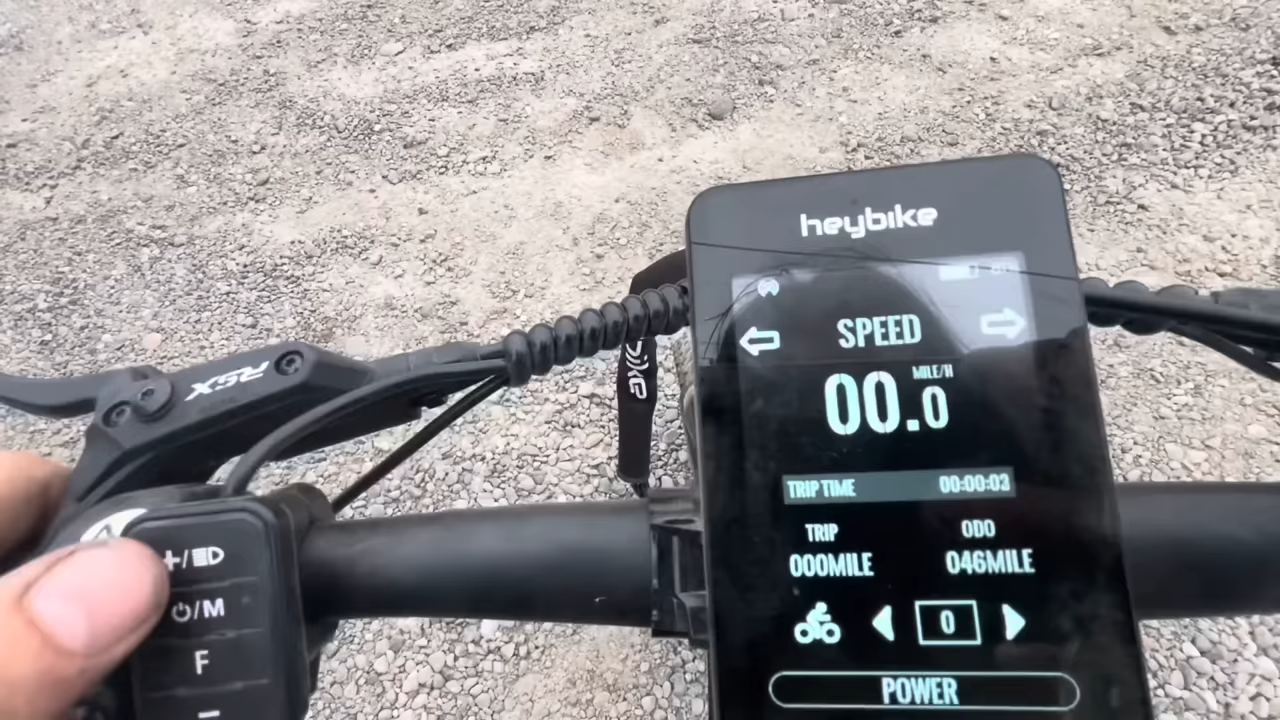 heybike
SPEED
MILE/H
00.0
TRIP TIME 00:00:03
TRIP ODO
000MILE 046MILE
0
POWER
RSX
+/
/M
F
–